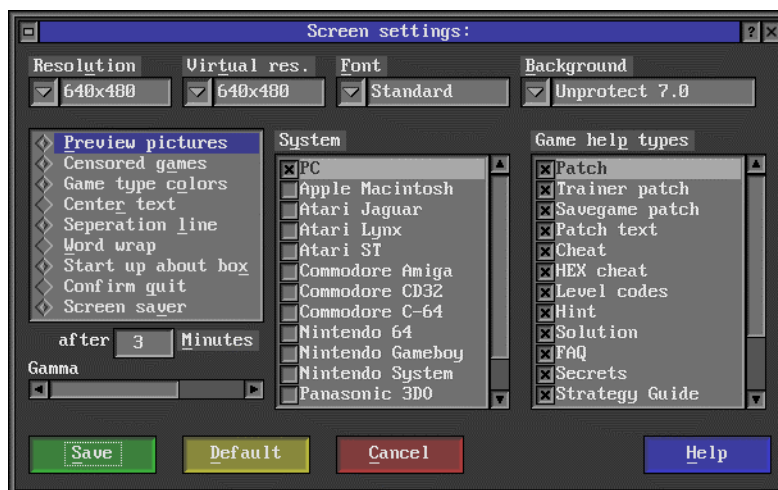 Screen settings:
?
Resolution Virtual res. Font Background
640x480 640x480 Standard Unprotect 7.0
Preview pictures
Censored games
Game type colors
Center text
Seperation line
Word wrap
Start up about box
Confirm quit
Screen saver
after 3 Minutes
Gamma
System
PC
Apple Macintosh
Atari Jaguar
Atari Lynx
Atari ST
Commodore Amiga
Commodore CD32
Commodore C-64
Nintendo 64
Nintendo Gameboy
Nintendo System
Panasonic 3DO
Game help types
Patch
Trainer patch
Savegame patch
Patch text
Cheat
HEX cheat
Level codes
Hint
Solution
FAQ
Secrets
Strategy Guide
Save Default Cancel Help